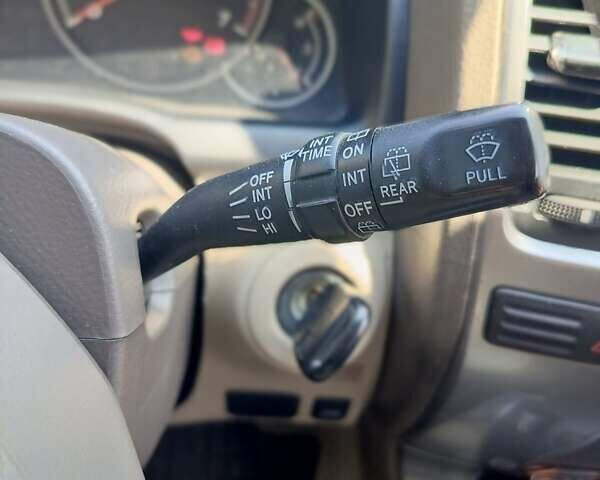 INT
TIME
OFF
INT
LO
HI
ON
INT
OFF
REAR
PULL